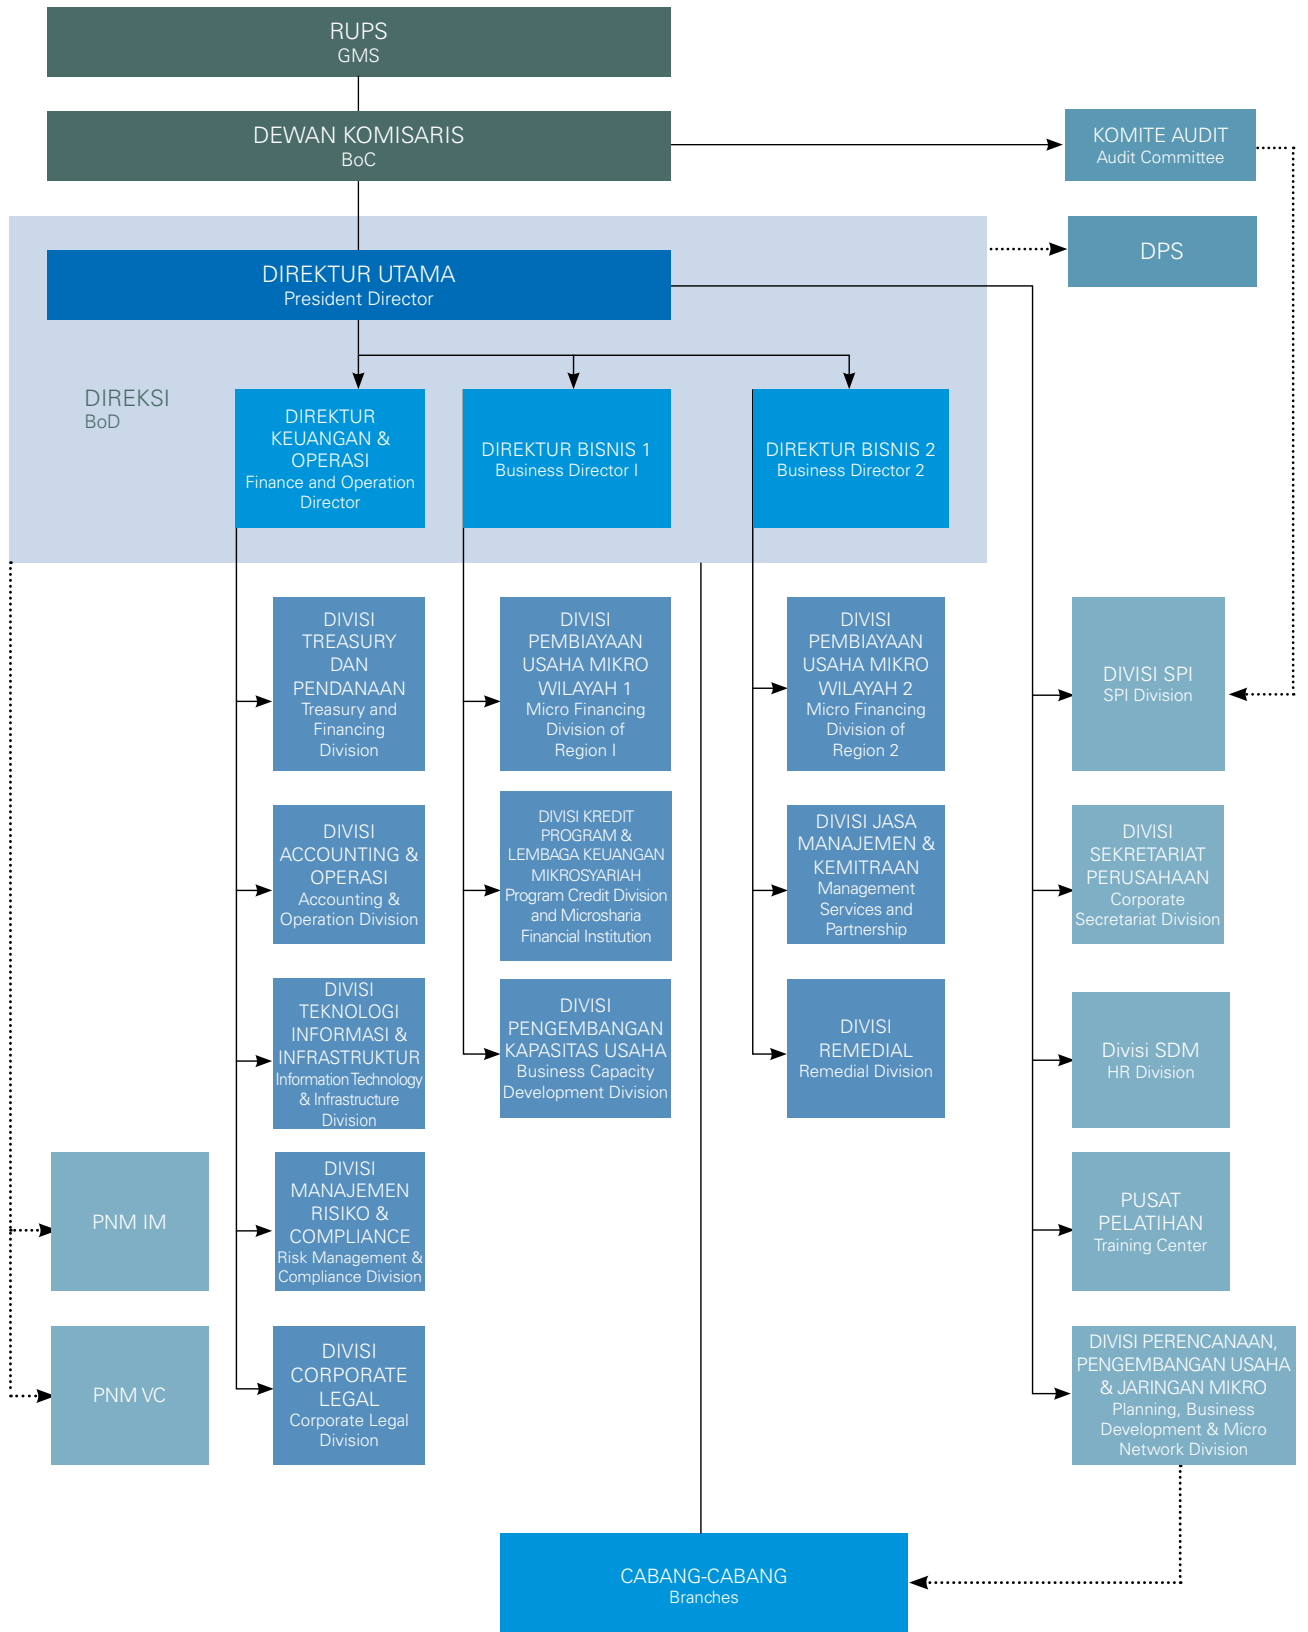 RUPS
GMS
DEWAN KOMISARIS
BoC
KOMITE AUDIT
Audit Committee
DPS
DIREKTUR UTAMA
President Director
DIREKSI
BoD
DIREKTUR
KEUANGAN &
OPERASI
Finance and Operation
Director
DIREKTUR BISNIS 1
Business Director I
DIREKTUR BISNIS 2
Business Director 2
DIVISI
TREASURY
DAN
PENDANAAN
Treasury and
Financing
Division
DIVISI
PEMBIAYAAN
USAHA MIKRO
WILAYAH 1
Micro Financing
Division of
Region I
DIVISI
PEMBIAYAAN
USAHA MIKRO
WILAYAH 2
Micro Financing
Division of
Region 2
DIVISI SPI
SPI Division
DIVISI
ACCOUNTING &
OPERASI
Accounting &
Operation Division
DIVISI KREDIT
PROGRAM &
LEMBAGA KEUANGAN
MIKROSYARIAH
Program Credit Division
and Microsharia
Financial Institution
DIVISI JASA
MANAJEMEN &
KEMITRAAN
Management
Services and
Partnership
DIVISI
SEKRETARIAT
PERUSAHAAN
Corporate
Secretariat Division
DIVISI
TEKNOLOGI
INFORMASI &
INFRASTRUKTUR
Information Technology
& Infrastructure
Division
DIVISI
PENGEMBANGAN
KAPASITAS USAHA
Business Capacity
Development Division
DIVISI
REMEDIAL
Remedial Division
Divisi SDM
HR Division
PNM IM
DIVISI
MANAJEMEN
RISIKO &
COMPLIANCE
Risk Management &
Compliance Division
PUSAT
PELATIHAN
Training Center
PNM VC
DIVISI
CORPORATE
LEGAL
Corporate Legal
Division
DIVISI PERENCANAAN,
PENGEMBANGAN USAHA
& JARINGAN MIKRO
Planning, Business
Development & Micro
Network Division
CABANG-CABANG
Branches